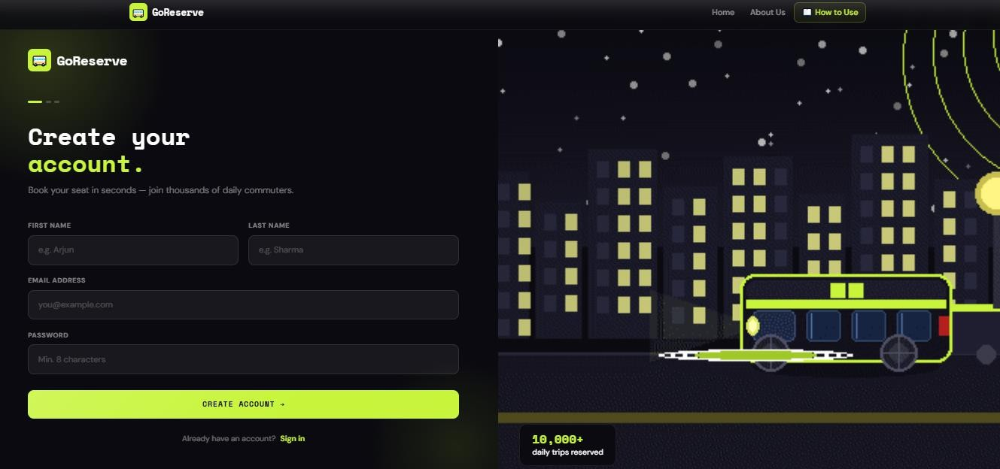 GoReserve
Home
About Us
How to Use
GoReserve
Create your
account.
Book your seat in seconds — join thousands of daily commuters.
FIRST NAME
LAST NAME
e.g. Arjun
e.g. Sharma
EMAIL ADDRESS
you@example.com
PASSWORD
Min. 8 characters
CREATE ACCOUNT →
Already have an account? Sign in
10,000+
daily trips reserved